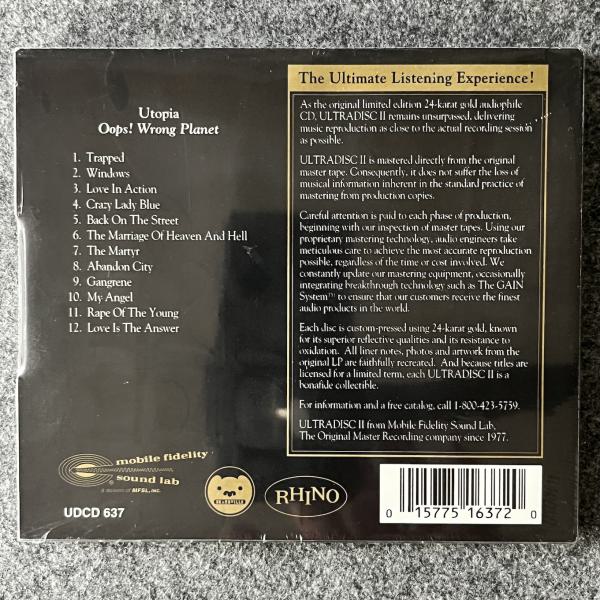 Utopia
Oops! Wrong Planet
1. Trapped
2. Windows
3. Love In Action
4. Crazy Lady Blue
5. Back On The Street
6. The Marriage Of Heaven And Hell
7. The Martyr
8. Abandon City
9. Gangrene
10. My Angel
11. Rape Of The Young
12. Love Is The Answer
The Ultimate Listening Experience!
As the original limited edition 24-karat gold audiophile
CD, ULTRADISC II remains unsurpassed, delivering
music reproduction as close to the actual recording session
as possible.
ULTRADISC II is mastered directly from the original
master tape. Consequently, it does not suffer the loss of
musical information inherent in the standard practice of
mastering from production copies.
Careful attention is paid to each phase of production,
beginning with our inspection of master tapes. Using our
proprietary mastering technology, audio engineers take
meticulous care to achieve the most accurate reproduction
possible, regardless of the time or cost involved. We
constantly update our mastering equipment, occasionally
integrating breakthrough technology such as The GAIN
System™ to ensure that our customers receive the finest
audio products in the world.
Each disc is custom-pressed using 24-karat gold, known
for its superior reflective qualities and its resistance to
oxidation. All liner notes, photos and artwork from the
original LP are faithfully recreated. And because titles are
licensed for a limited term, each ULTRADISC II is a
bonafide collectible.
For information and a free catalog, call 1-800-423-5759.
ULTRADISC II from Mobile Fidelity Sound Lab,
The Original Master Recording company since 1977.
mobile fidelity
sound lab
a division of MFSL, INC.
UDCD 637
BEARSVILLE
RHINO
0 15775 16372 0